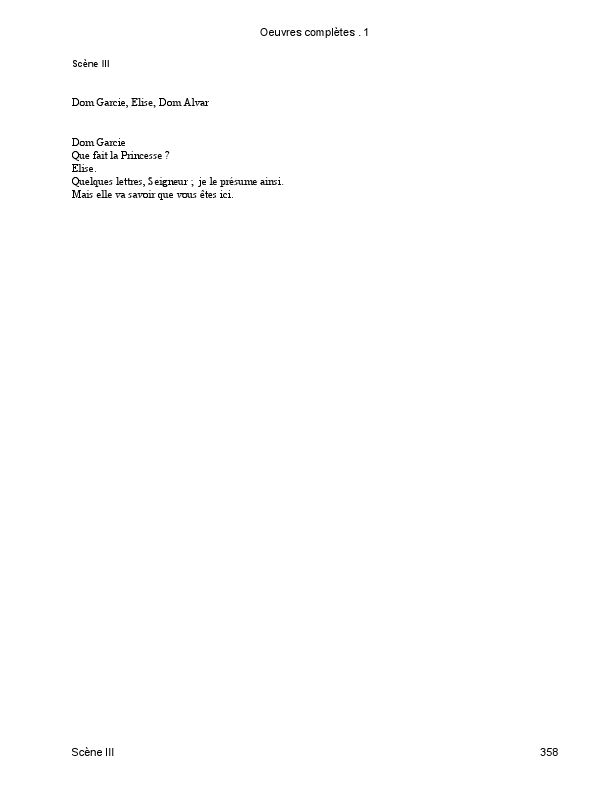 Oeuvres complètes . 1
Scène III
Dom Garcie, Elise, Dom Alvar
Dom Garcie
Que fait la Princesse ?
Elise.
Quelques lettres, Seigneur ; je le présume ainsi.
Mais elle va savoir que vous êtes ici.
Scène III
358